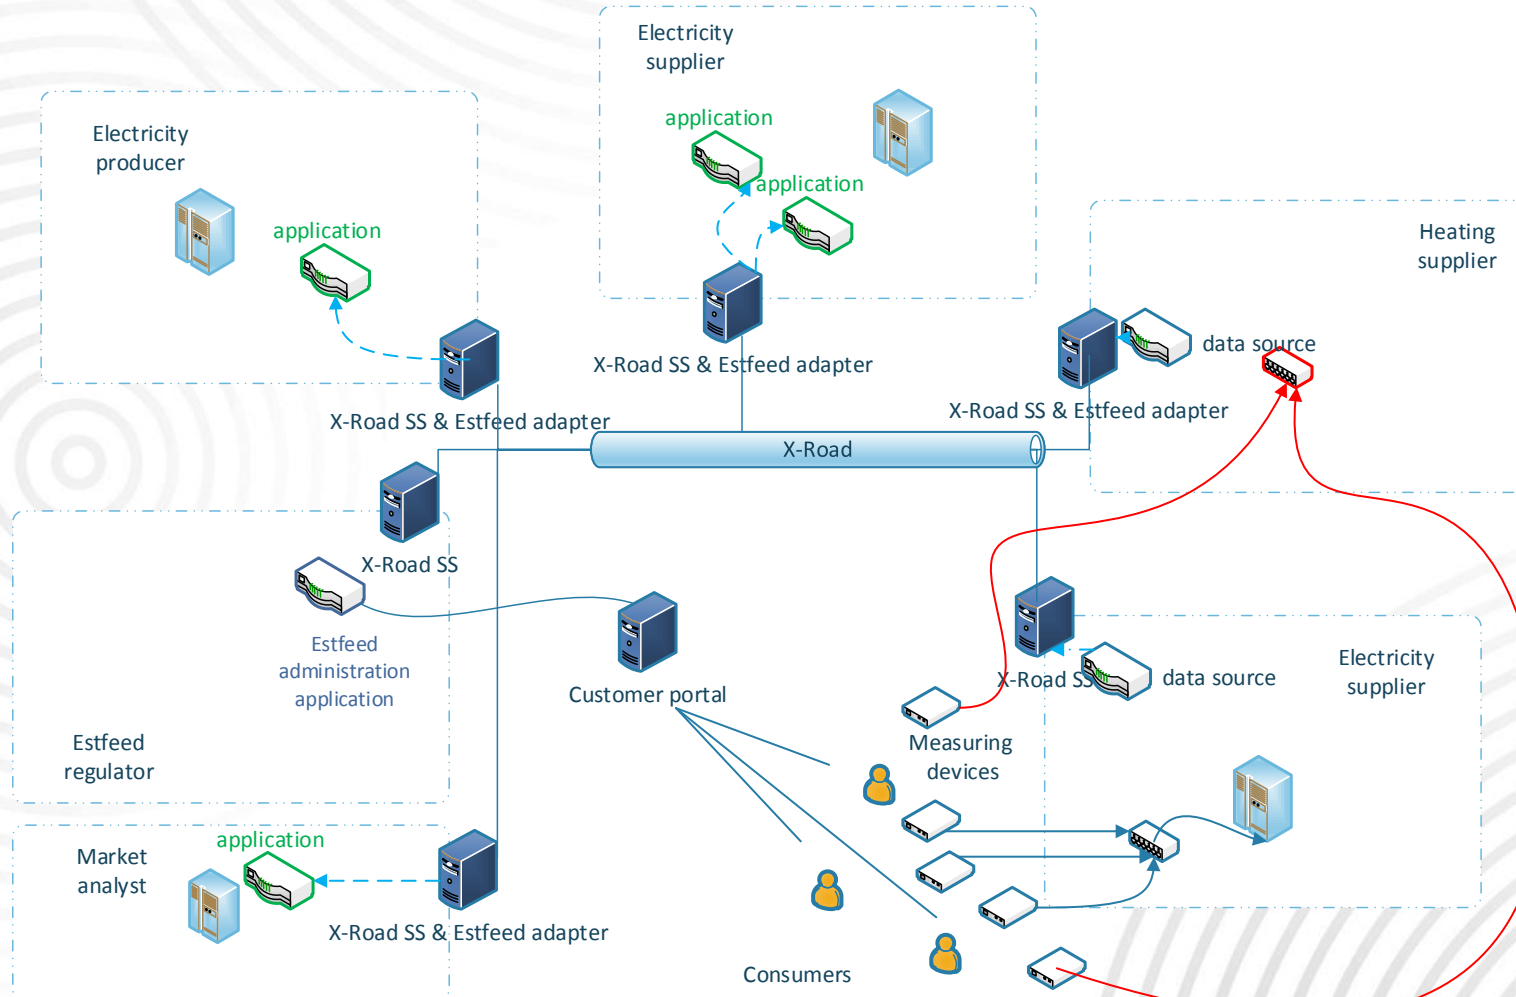 Electricity
supplier
application
application
Electricity
producer
application
Heating
supplier
data source
X-Road SS & Estfeed adapter
X-Road SS & Estfeed adapter
X-Road SS & Estfeed adapter
X-Road
X-Road SS
Estfeed
administration
application
Customer portal
X-Road SS
data source
Electricity
supplier
Estfeed
regulator
Measuring
devices
application
Market
analyst
X-Road SS & Estfeed adapter
Consumers